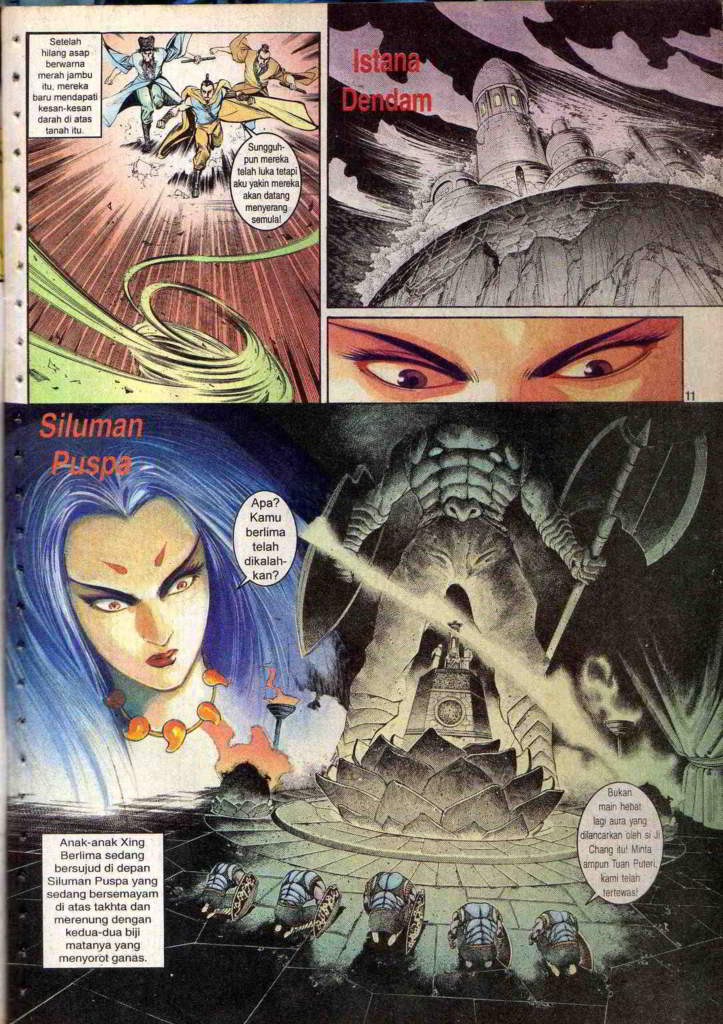 Setelah
hilang asap
berwarna
merah jambu
itu, mereka
baru mendapati
kesan-kesan
darah di atas
tanah itu.
Sungguh-
pun mereka
telah luka tetapi
aku yakin mereka
akan datang
menyerang
semula!
Istana
Dendam
11
Siluman
Puspa
Apa?
Kamu
berlima
telah
dikalah-
kan?
Bukan
main hebat
lagi aura yang
dilancarkan oleh si Ji
Chang itu! Minta
ampun Tuan Puteri,
kami telah
tertewas!
Anak-anak Xing
Berlima sedang
bersujud di depan
Siluman Puspa yang
sedang bersemayam
di atas takhta dan
merenung dengan
kedua-dua biji
matanya yang
menyorot ganas.